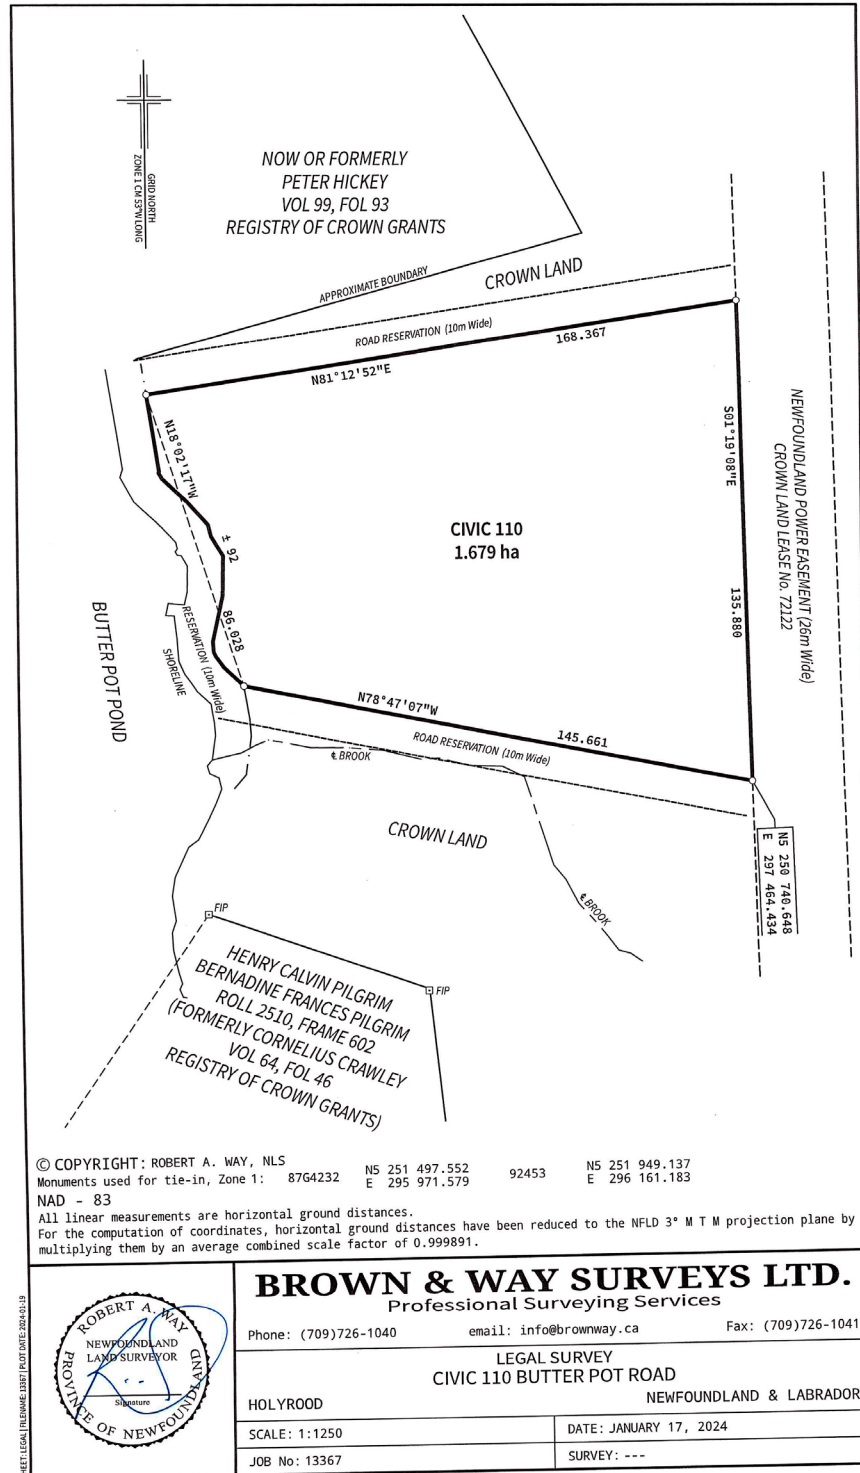 GRID NORTH
ZONE 1 CM 53°W LONG
NOW OR FORMERLY
PETER HICKEY
VOL 99, FOL 93
REGISTRY OF CROWN GRANTS
APPROXIMATE BOUNDARY
CROWN LAND
ROAD RESERVATION (10m Wide)
168.367
N81°12'52"E
N18°02'17"W
± 92
86.028
S01°19'08"E
135.880
NEWFOUNDLAND POWER EASEMENT (26m Wide)
CROWN LAND LEASE No. 72122
CIVIC 110
1.679 ha
BUTTER POT POND
SHORELINE
RESERVATION (10m Wide)
N78°47'07"W
145.661
ROAD RESERVATION (10m Wide)
℄ BROOK
CROWN LAND
℄ BROOK
N5 250 740.648
E 297 464.434
FIP
FIP
HENRY CALVIN PILGRIM
BERNADINE FRANCES PILGRIM
ROLL 2510, FRAME 602
(FORMERLY CORNELIUS CRAWLEY
VOL 64, FOL 46
REGISTRY OF CROWN GRANTS)
© COPYRIGHT: ROBERT A. WAY, NLS
Monuments used for tie-in, Zone 1: 87G4232 N5 251 497.552 92453 N5 251 949.137
E 295 971.579 E 296 161.183
NAD - 83
All linear measurements are horizontal ground distances.
For the computation of coordinates, horizontal ground distances have been reduced to the NFLD 3° M T M projection plane by
multiplying them by an average combined scale factor of 0.999891.
BROWN & WAY SURVEYS LTD.
Professional Surveying Services
Phone: (709)726-1040 email: info@brownway.ca Fax: (709)726-1041
LEGAL SURVEY
CIVIC 110 BUTTER POT ROAD
HOLYROOD NEWFOUNDLAND & LABRADOR
SCALE: 1:1250 DATE: JANUARY 17, 2024
JOB No: 13367 SURVEY: ---
ROBERT A. WAY
NEWFOUNDLAND
LAND SURVEYOR
Signature
PROVINCE OF NEWFOUNDLAND
LEGAL | FILENAME: 13367 | PLOT DATE: 2024-01-19